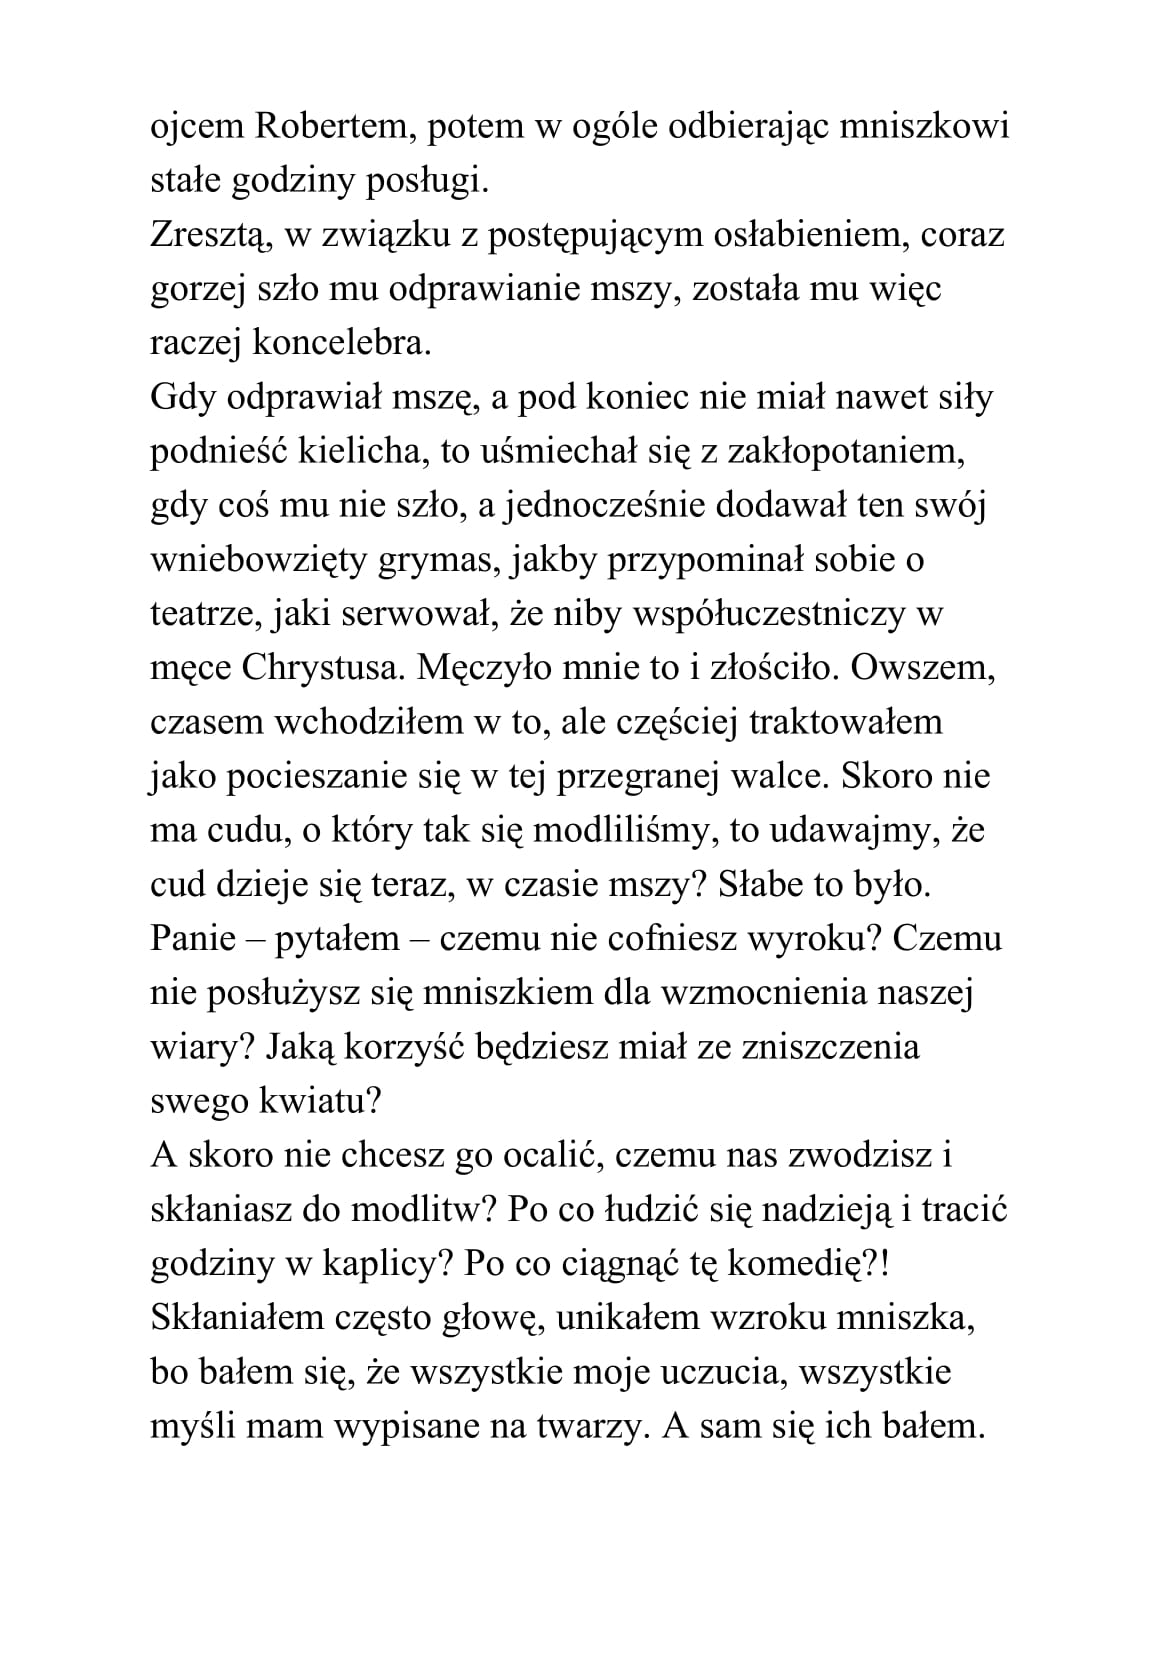 ojcem Robertem, potem w ogóle odbierając mniszkowi
stałe godziny posługi.
Zresztą, w związku z postępującym osłabieniem, coraz
gorzej szło mu odprawianie mszy, została mu więc
raczej koncelebra.
Gdy odprawiał mszę, a pod koniec nie miał nawet siły
podnieść kielicha, to uśmiechał się z zakłopotaniem,
gdy coś mu nie szło, a jednocześnie dodawał ten swój
wniebowzięty grymas, jakby przypominał sobie o
teatrze, jaki serwował, że niby współuczestniczy w
męce Chrystusa. Męczyło mnie to i złościło. Owszem,
czasem wchodziłem w to, ale częściej traktowałem
jako pocieszanie się w tej przegranej walce. Skoro nie
ma cudu, o który tak się modliliśmy, to udawajmy, że
cud dzieje się teraz, w czasie mszy? Słabe to było.
Panie – pytałem – czemu nie cofniesz wyroku? Czemu
nie posłużysz się mniszkiem dla wzmocnienia naszej
wiary? Jaką korzyść będziesz miał ze zniszczenia
swego kwiatu?
A skoro nie chcesz go ocalić, czemu nas zwodzisz i
skłaniasz do modlitw? Po co łudzić się nadzieją i tracić
godziny w kaplicy? Po co ciągnąć tę komedię?!
Skłaniałem często głowę, unikałem wzroku mniszka,
bo bałem się, że wszystkie moje uczucia, wszystkie
myśli mam wypisane na twarzy. A sam się ich bałem.